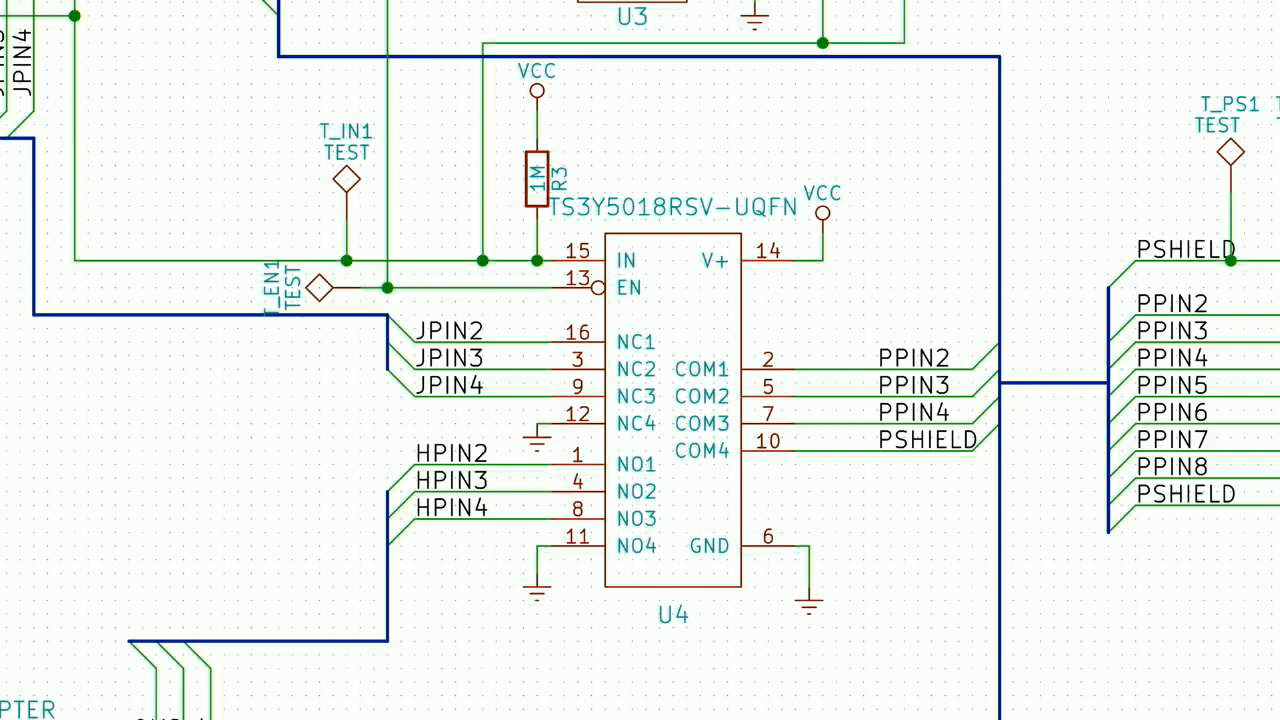 U3
JPIN4
VCC
T_IN1
TEST
1M
R3
TS3Y5018RSV-UQFN
VCC
T_PS1
TEST
15
IN
V+
14
T_EN1
TEST
13
EN
PSHIELD
JPIN2
16
NC1
JPIN3
3
NC2
COM1
2
PPIN2
JPIN4
9
NC3
COM2
5
PPIN3
12
NC4
COM3
7
PPIN4
COM4
10
PSHIELD
HPIN2
1
NO1
HPIN3
4
NO2
HPIN4
8
NO3
11
NO4
GND
6
U4
PPIN2
PPIN3
PPIN4
PPIN5
PPIN6
PPIN7
PPIN8
PSHIELD
PTER